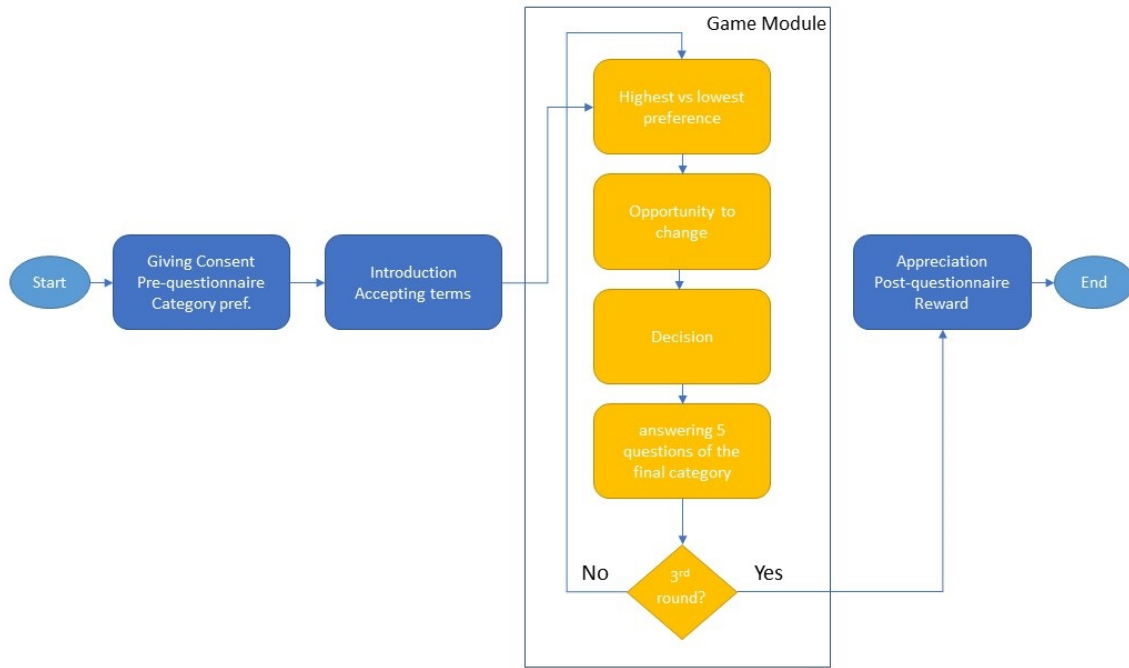 Game Module
Start
Giving Consent
Pre-questionnaire
Category pref.
Introduction
Accepting terms
Highest vs lowest
preference
Opportunity to
change
Decision
answering 5
questions of the
final category
3rd
round?
No
Yes
Appreciation
Post-questionnaire
Reward
End